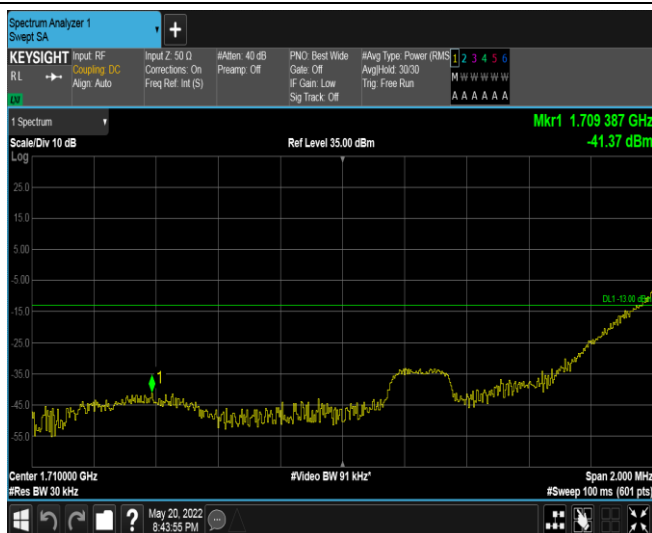 Spectrum Analyzer 1
Swept SA
+
KEYSIGHT
RL
LXI
Input: RF
Coupling: DC
Align: Auto
Input Z: 50 Ω
Corrections: On
Freq Ref: Int (S)
#Atten: 40 dB
Preamp: Off
PNO: Best Wide
Gate: Off
IF Gain: Low
Sig Track: Off
#Avg Type: Power (RMS
Avg|Hold: 30/30
Trig: Free Run
1 2 3 4 5 6
M W W W W W
A A A A A A
1 Spectrum
Mkr1 1.709 387 GHz
Scale/Div 10 dB
Ref Level 35.00 dBm
-41.37 dBm
Log
25.0
15.0
5.00
-5.00
DL1 -13.00 dBm
-15.0
-25.0
-35.0
1
-45.0
-55.0
Center 1.710000 GHz
#Video BW 91 kHz*
Span 2.000 MHz
#Res BW 30 kHz
#Sweep 100 ms (601 pts)
?
May 20, 2022
8:43:55 PM